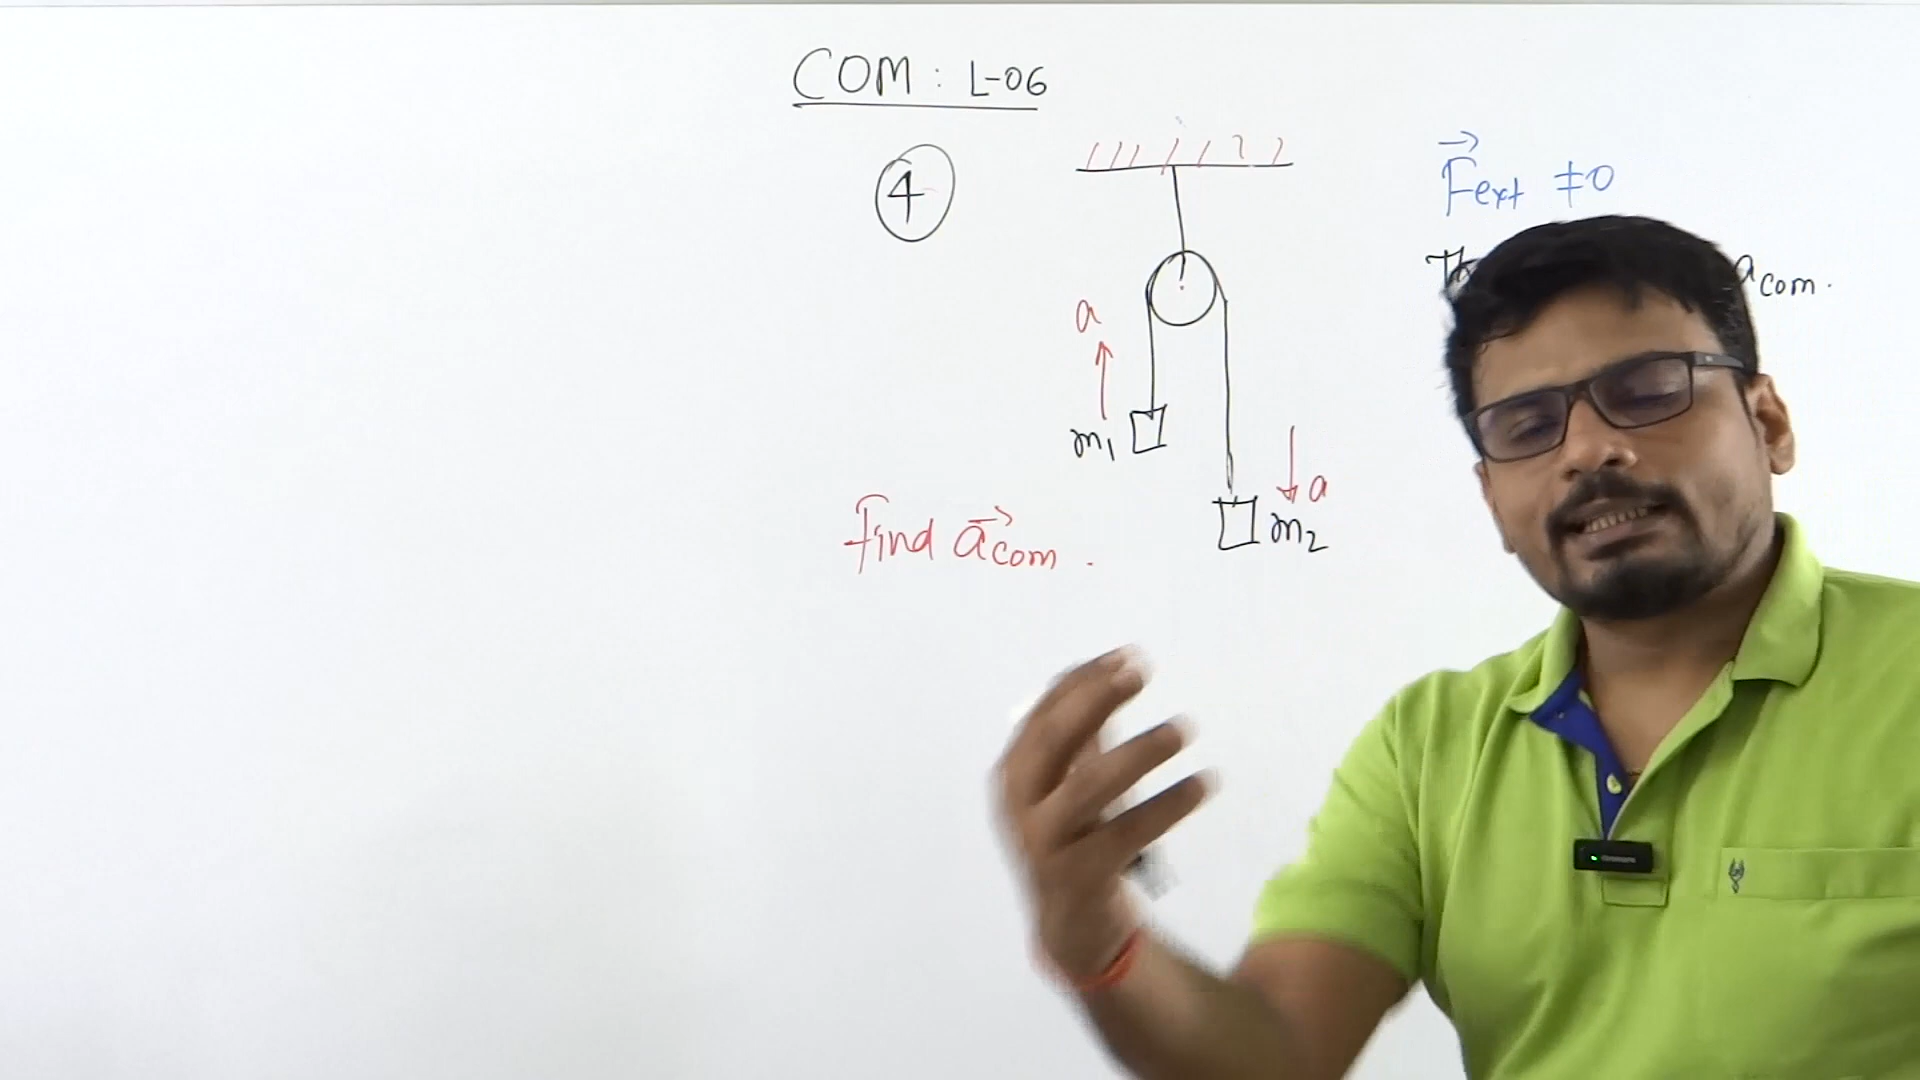 COM : L-06
4
F⃗ext ≠0
acom.
a
m1
a
m2
Find a⃗com .